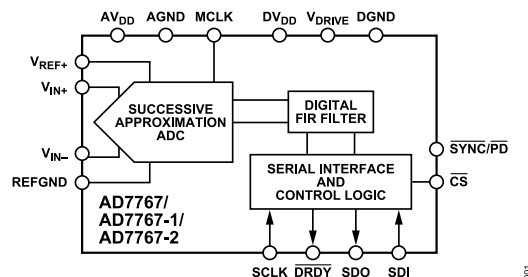 AVDD AGND MCLK DVDD VDRIVE DGND
VREF+
VIN+
VIN–
REFGND
SUCCESSIVE
APPROXIMATION
ADC
DIGITAL
FIR FILTER
SERIAL INTERFACE
AND
CONTROL LOGIC
SYNC/PD
CS
AD7767/
AD7767-1/
AD7767-2
SCLK DRDY SDO SDI